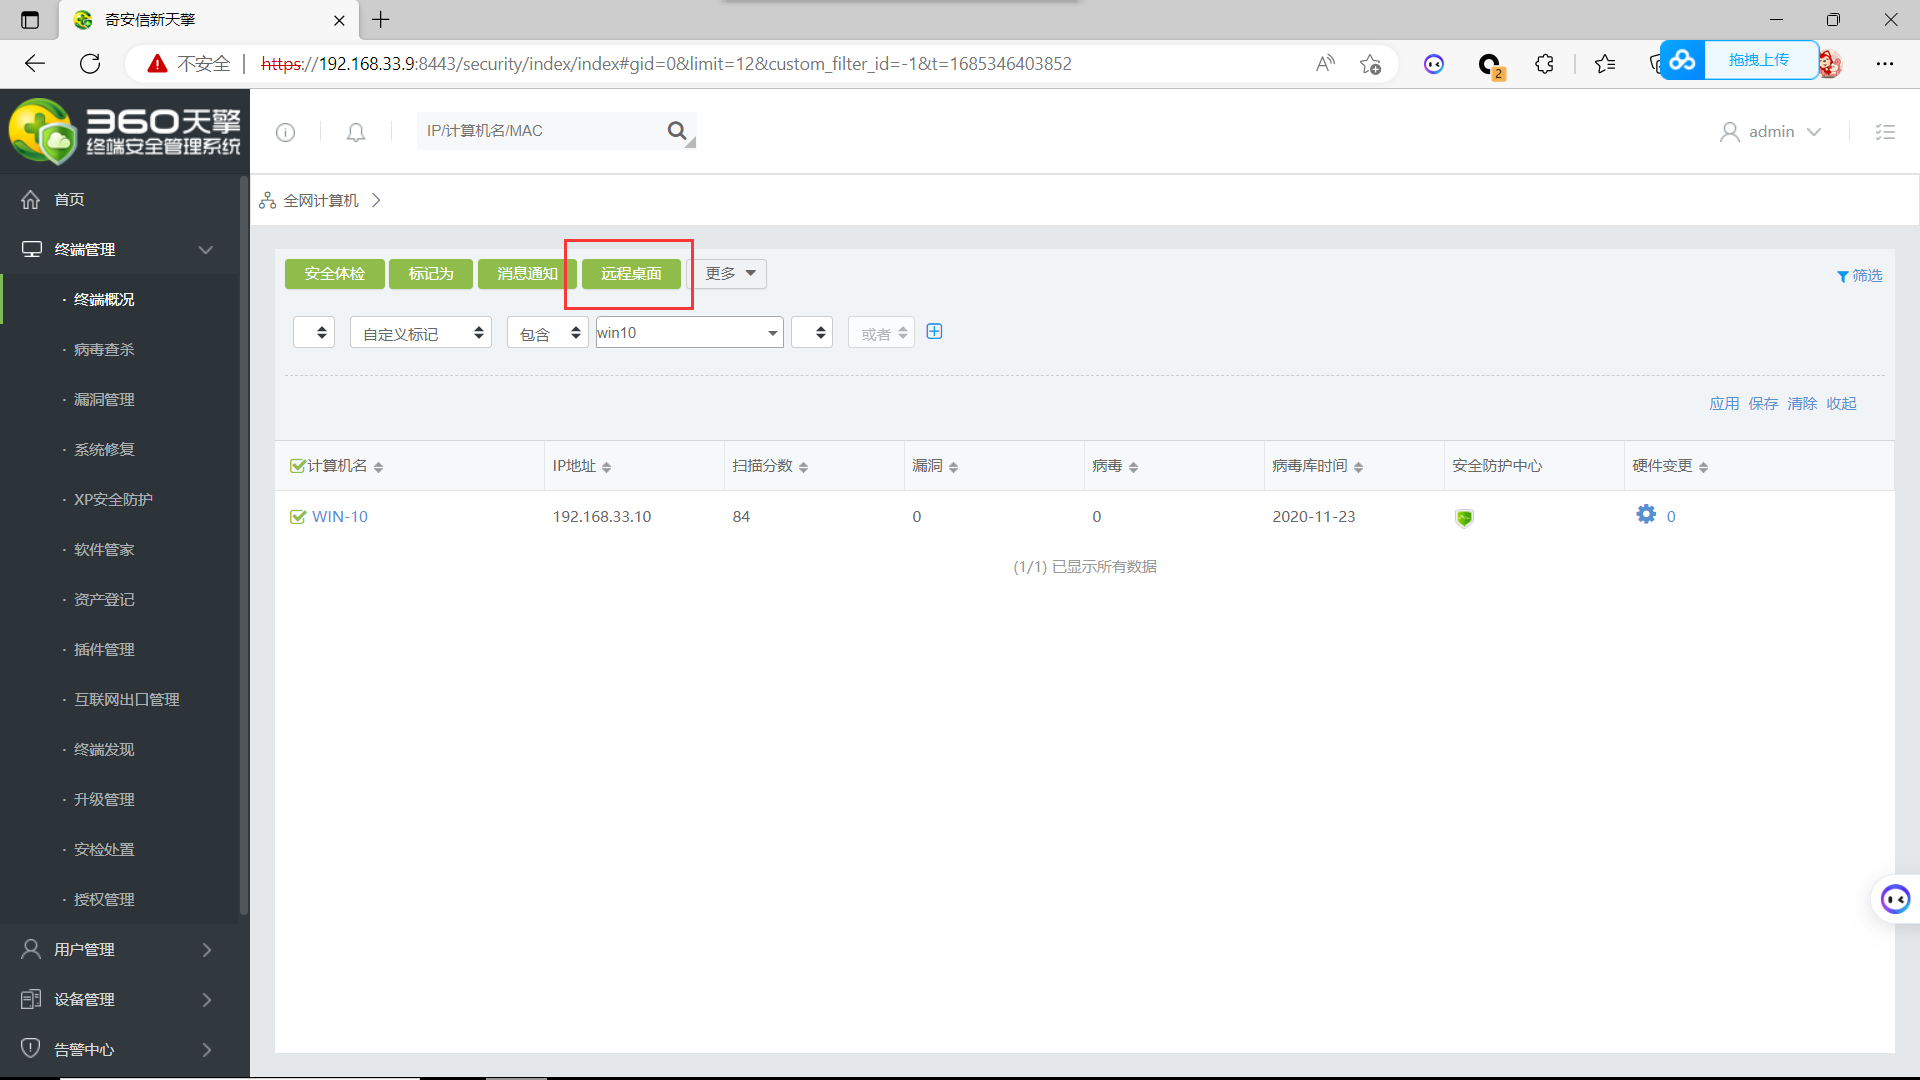 奇安信新天擎
不安全 https://192.168.33.9:8443/security/index/index#gid=0&limit=12&custom_filter_id=-1&t=1685346403852
2
拖拽上传
360天擎
终端安全管理系统
IP/计算机名/MAC
admin
首页
终端管理
· 终端概况
· 病毒查杀
· 漏洞管理
· 系统修复
· XP安全防护
· 软件管家
· 资产登记
· 插件管理
· 互联网出口管理
· 终端发现
· 升级管理
· 安检处置
· 授权管理
用户管理
设备管理
告警中心
全网计算机
安全体检 标记为 消息通知 远程桌面 更多
筛选
自定义标记 包含 win10 或者
应用 保存 清除 收起
计算机名 IP地址 扫描分数 漏洞 病毒 病毒库时间 安全防护中心 硬件变更
WIN-10 192.168.33.10 84 0 0 2020-11-23 0
(1/1) 已显示所有数据